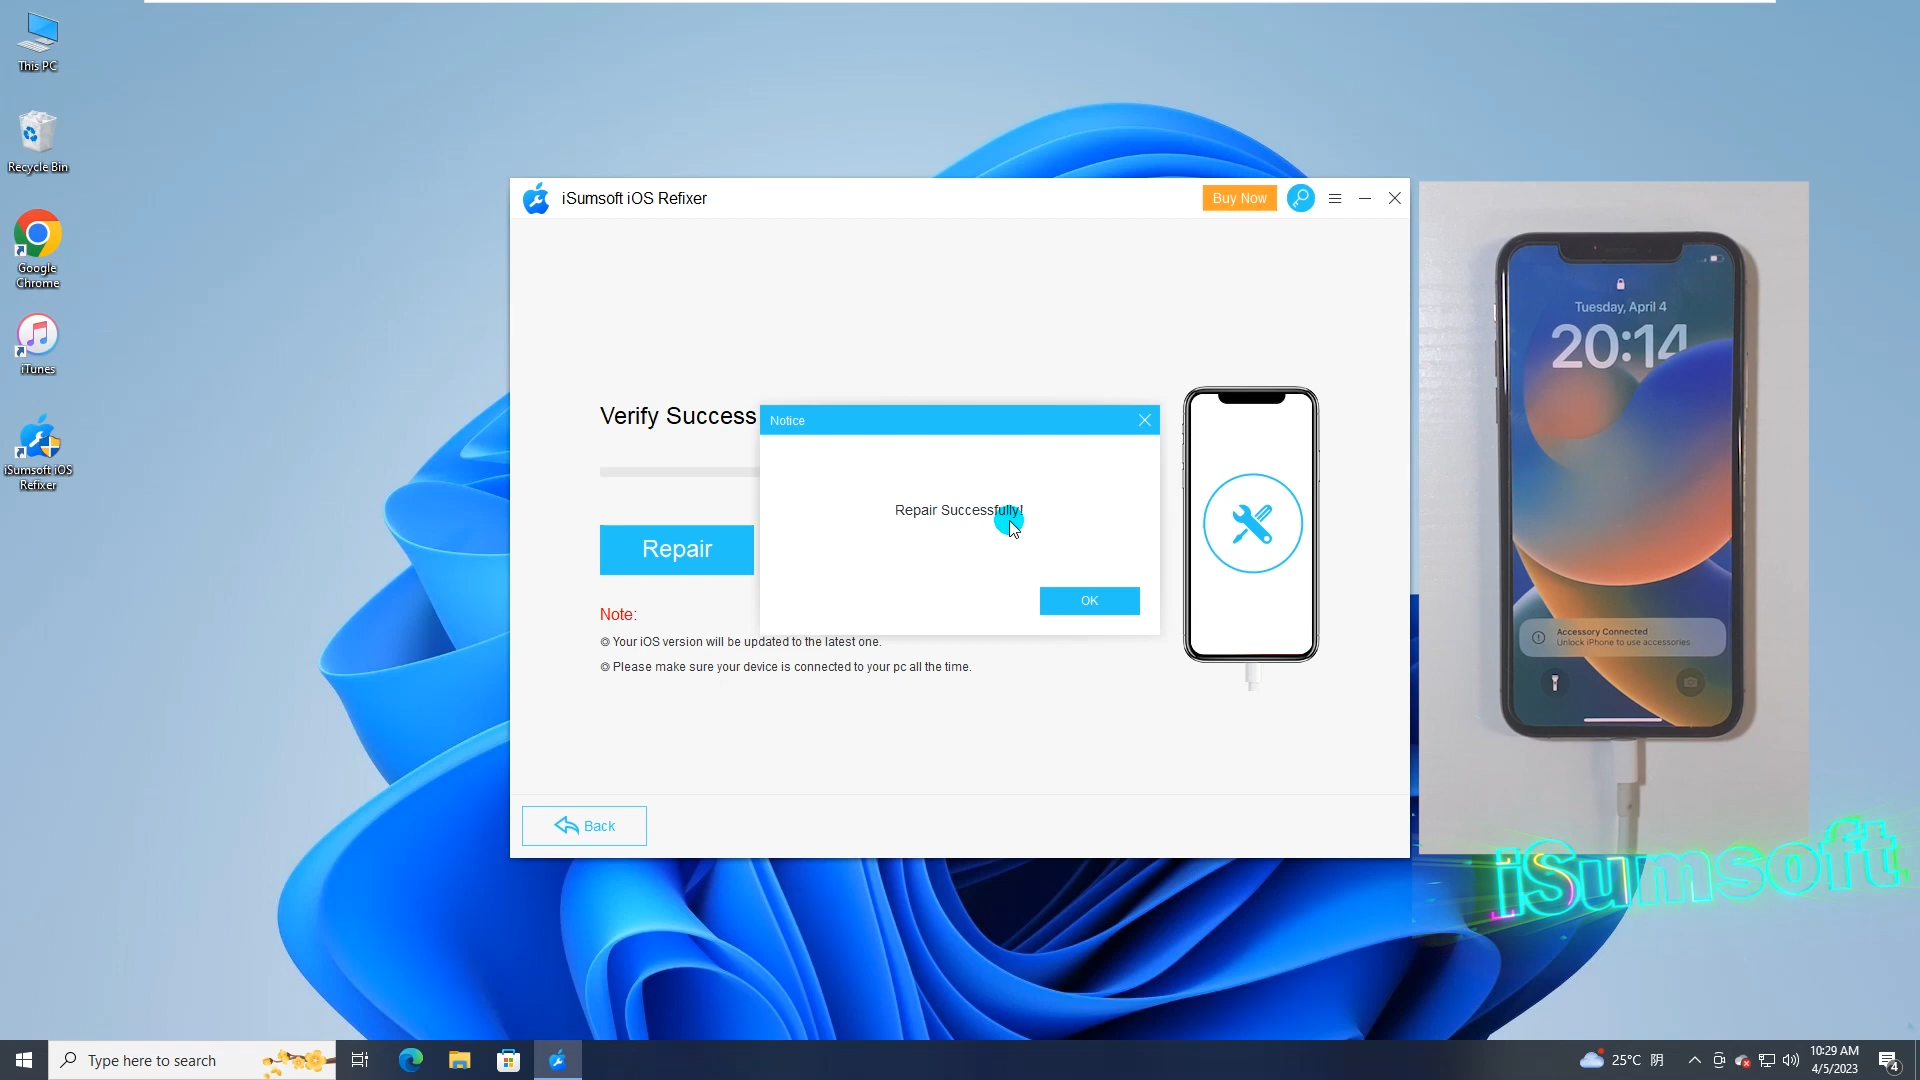 This PC
Recycle Bin
Google
Chrome
iTunes
iSumsoft iOS
Refixer
iSumsoft iOS Refixer
Buy Now
Verify Success
Notice
Repair Successfully!
OK
Repair
Note:
Your iOS version will be updated to the latest one.
Please make sure your device is connected to your pc all the time.
Back
Tuesday, April 4
20:14
Accessory Connected
Unlock iPhone to use accessories
iSumsoft
Type here to search
25°C 阴
10:29 AM
4/5/2023
4